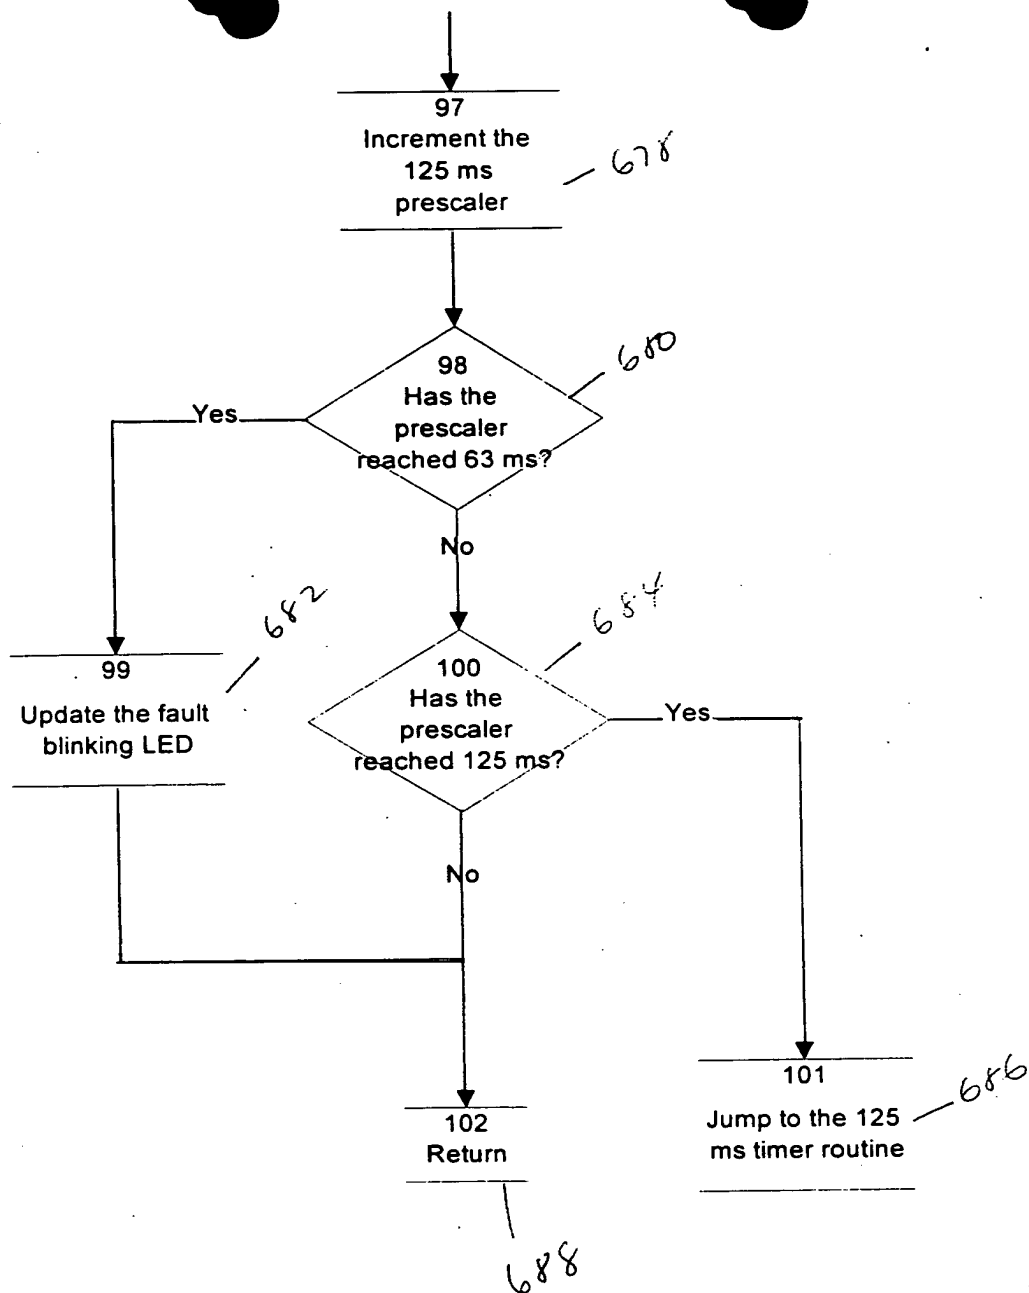 97
Increment the
125 ms
prescaler
678
98
Has the
prescaler
reached 63 ms?
680
Yes
No
682
99
Update the fault
blinking LED
684
100
Has the
prescaler
reached 125 ms?
Yes
No
101
Jump to the 125
ms timer routine
686
102
Return
688